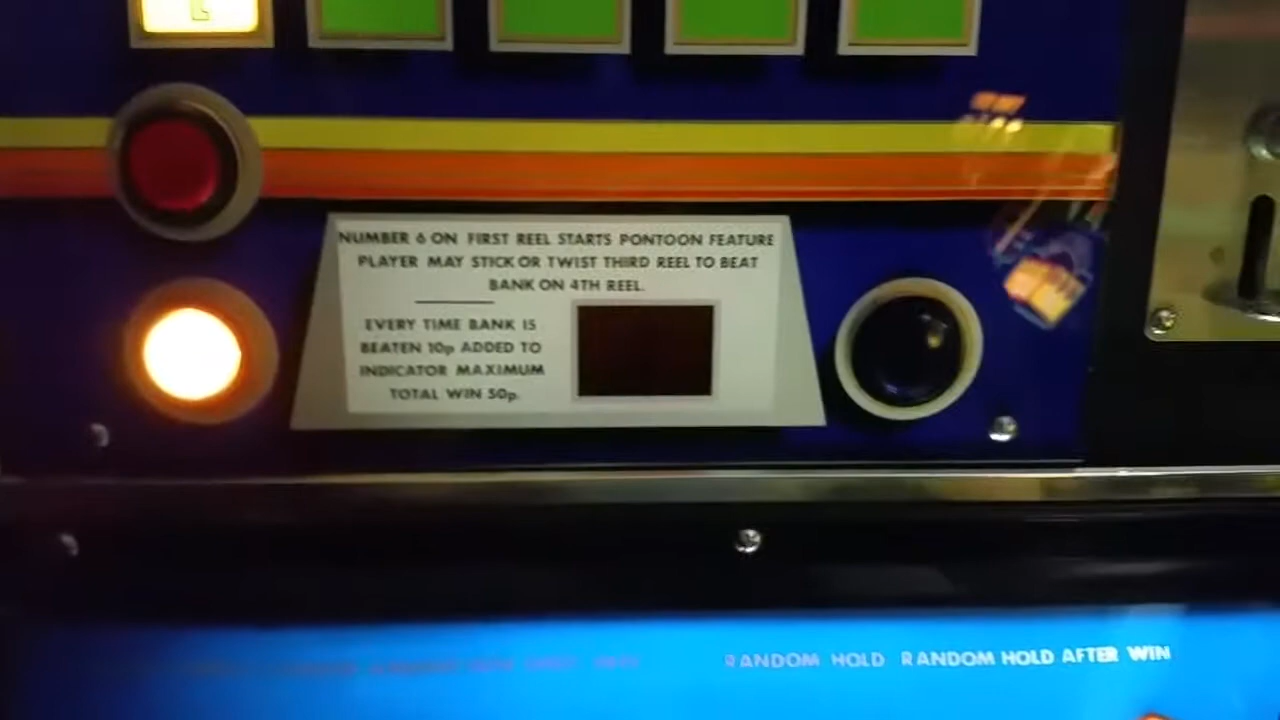 NUMBER 6 ON FIRST REEL STARTS PONTOON FEATURE
PLAYER MAY STICK OR TWIST THIRD REEL TO BEAT
BANK ON 4TH REEL.
EVERY TIME BANK IS
BEATEN 10p ADDED TO
INDICATOR MAXIMUM
TOTAL WIN 50p.
RANDOM HOLD RANDOM HOLD AFTER WIN